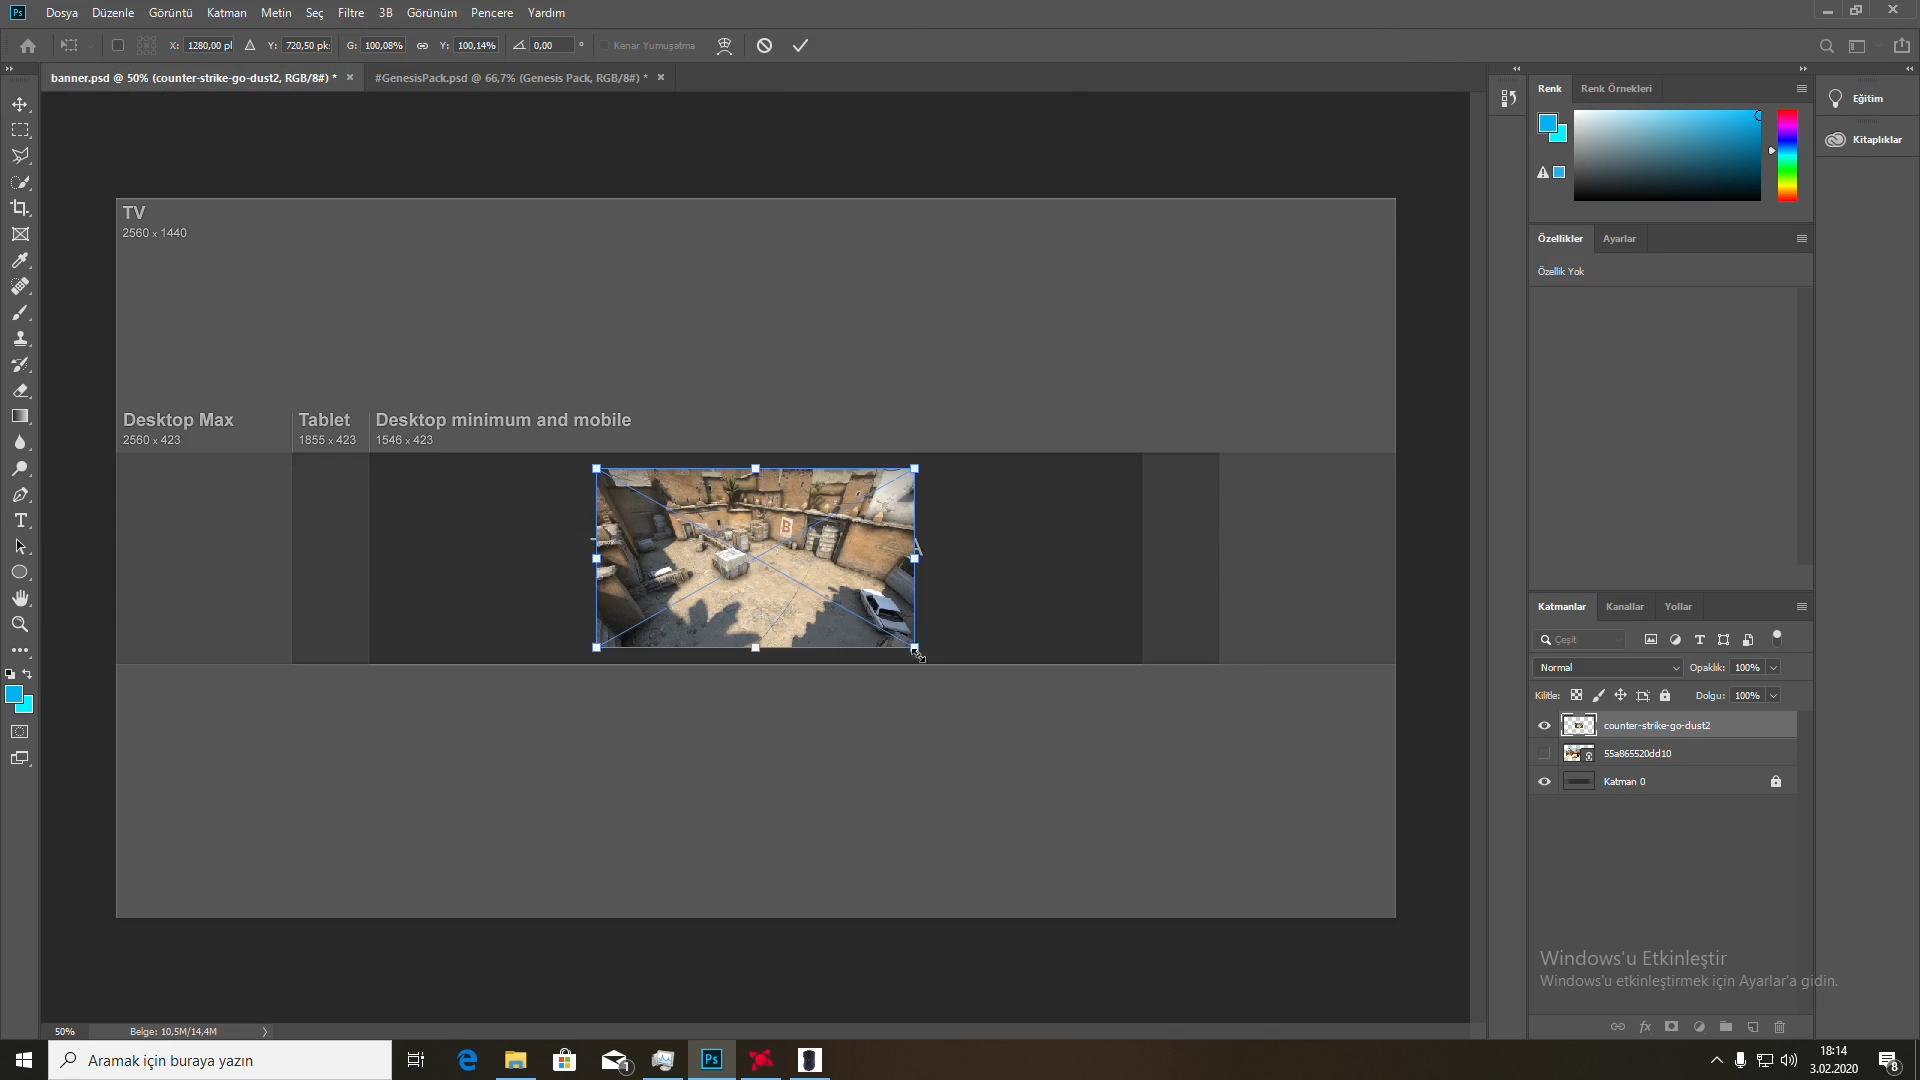 Ps Dosya Düzenle Görüntü Katman Metin Seç Filtre 3B Görünüm Pencere Yardım
X: 1280,00 pl Y: 720,50 pk: G: 100,08% Y: 100,14% 0,00 ° Kenar Yumuşatma
banner.psd @ 50% (counter-strike-go-dust2, RGB/8#) * × #GenesisPack.psd @ 66,7% (Genesis Pack, RGB/8#) * ×
Renk Renk Örnekleri
Eğitim
Kitaplıklar
TV
2560 x 1440
Özellikler Ayarlar
Özellik Yok
Desktop Max Tablet Desktop minimum and mobile
2560 x 423 1855 x 423 1546 x 423
B
A
Katmanlar Kanallar Yollar
Çeşit
Normal Opaklık: 100%
Kilitle: Dolgu: 100%
counter-strike-go-dust2
55a865520dd10
Katman 0
Windows'u Etkinleştir
Windows'u etkinleştirmek için Ayarlar'a gidin.
fx
50% Belge: 10,5M/14,4M
Aramak için buraya yazın
1
Ps
18:14
3.02.2020
8